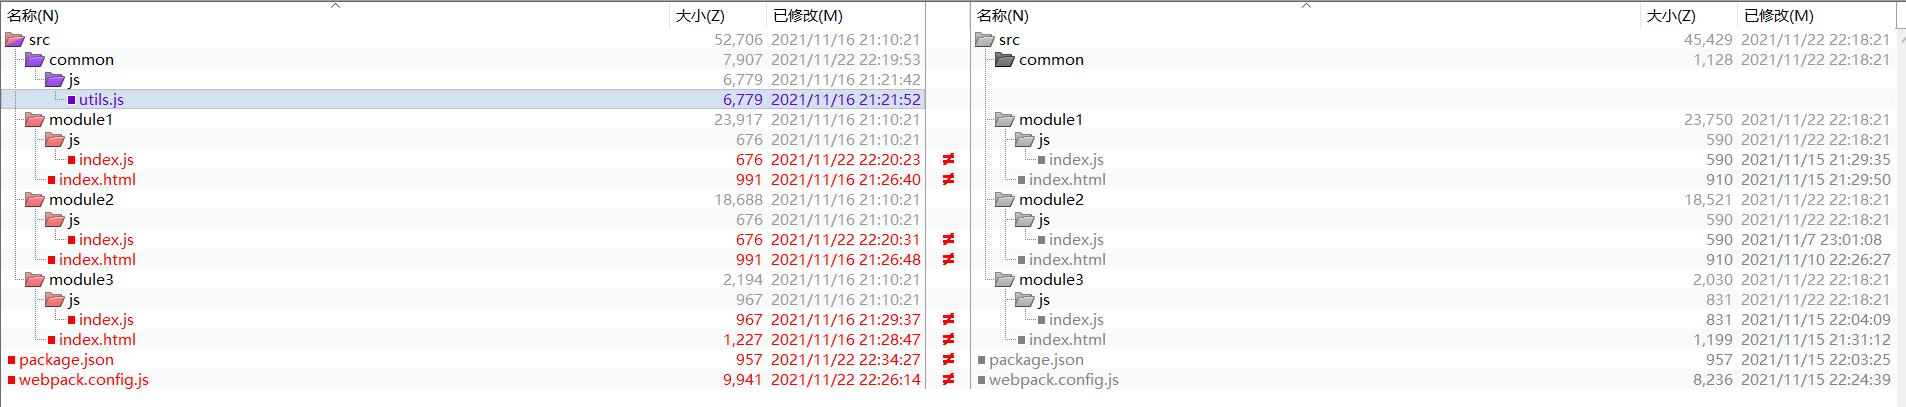 名称(N) 大小(Z) 已修改(M) 名称(N) 大小(Z) 已修改(M)
src 52,706 2021/11/16 21:10:21 src 45,429 2021/11/22 22:18:21
common 7,907 2021/11/22 22:19:53 common 1,128 2021/11/22 22:18:21
js 6,779 2021/11/16 21:21:42
utils.js 6,779 2021/11/16 21:21:52
module1 23,917 2021/11/16 21:10:21 module1 23,750 2021/11/22 22:18:21
js 676 2021/11/16 21:10:21 js 590 2021/11/22 22:18:21
index.js 676 2021/11/22 22:20:23 ≠ index.js 590 2021/11/15 21:29:35
index.html 991 2021/11/16 21:26:40 ≠ index.html 910 2021/11/15 21:29:50
module2 18,688 2021/11/16 21:10:21 module2 18,521 2021/11/22 22:18:21
js 676 2021/11/16 21:10:21 js 590 2021/11/22 22:18:21
index.js 676 2021/11/22 22:20:31 ≠ index.js 590 2021/11/7 23:01:08
index.html 991 2021/11/16 21:26:48 ≠ index.html 910 2021/11/10 22:26:27
module3 2,194 2021/11/16 21:10:21 module3 2,030 2021/11/22 22:18:21
js 967 2021/11/16 21:10:21 js 831 2021/11/22 22:18:21
index.js 967 2021/11/16 21:29:37 ≠ index.js 831 2021/11/15 22:04:09
index.html 1,227 2021/11/16 21:28:47 ≠ index.html 1,199 2021/11/15 21:31:12
package.json 957 2021/11/22 22:34:27 ≠ package.json 957 2021/11/15 22:03:25
webpack.config.js 9,941 2021/11/22 22:26:14 ≠ webpack.config.js 8,236 2021/11/15 22:24:39